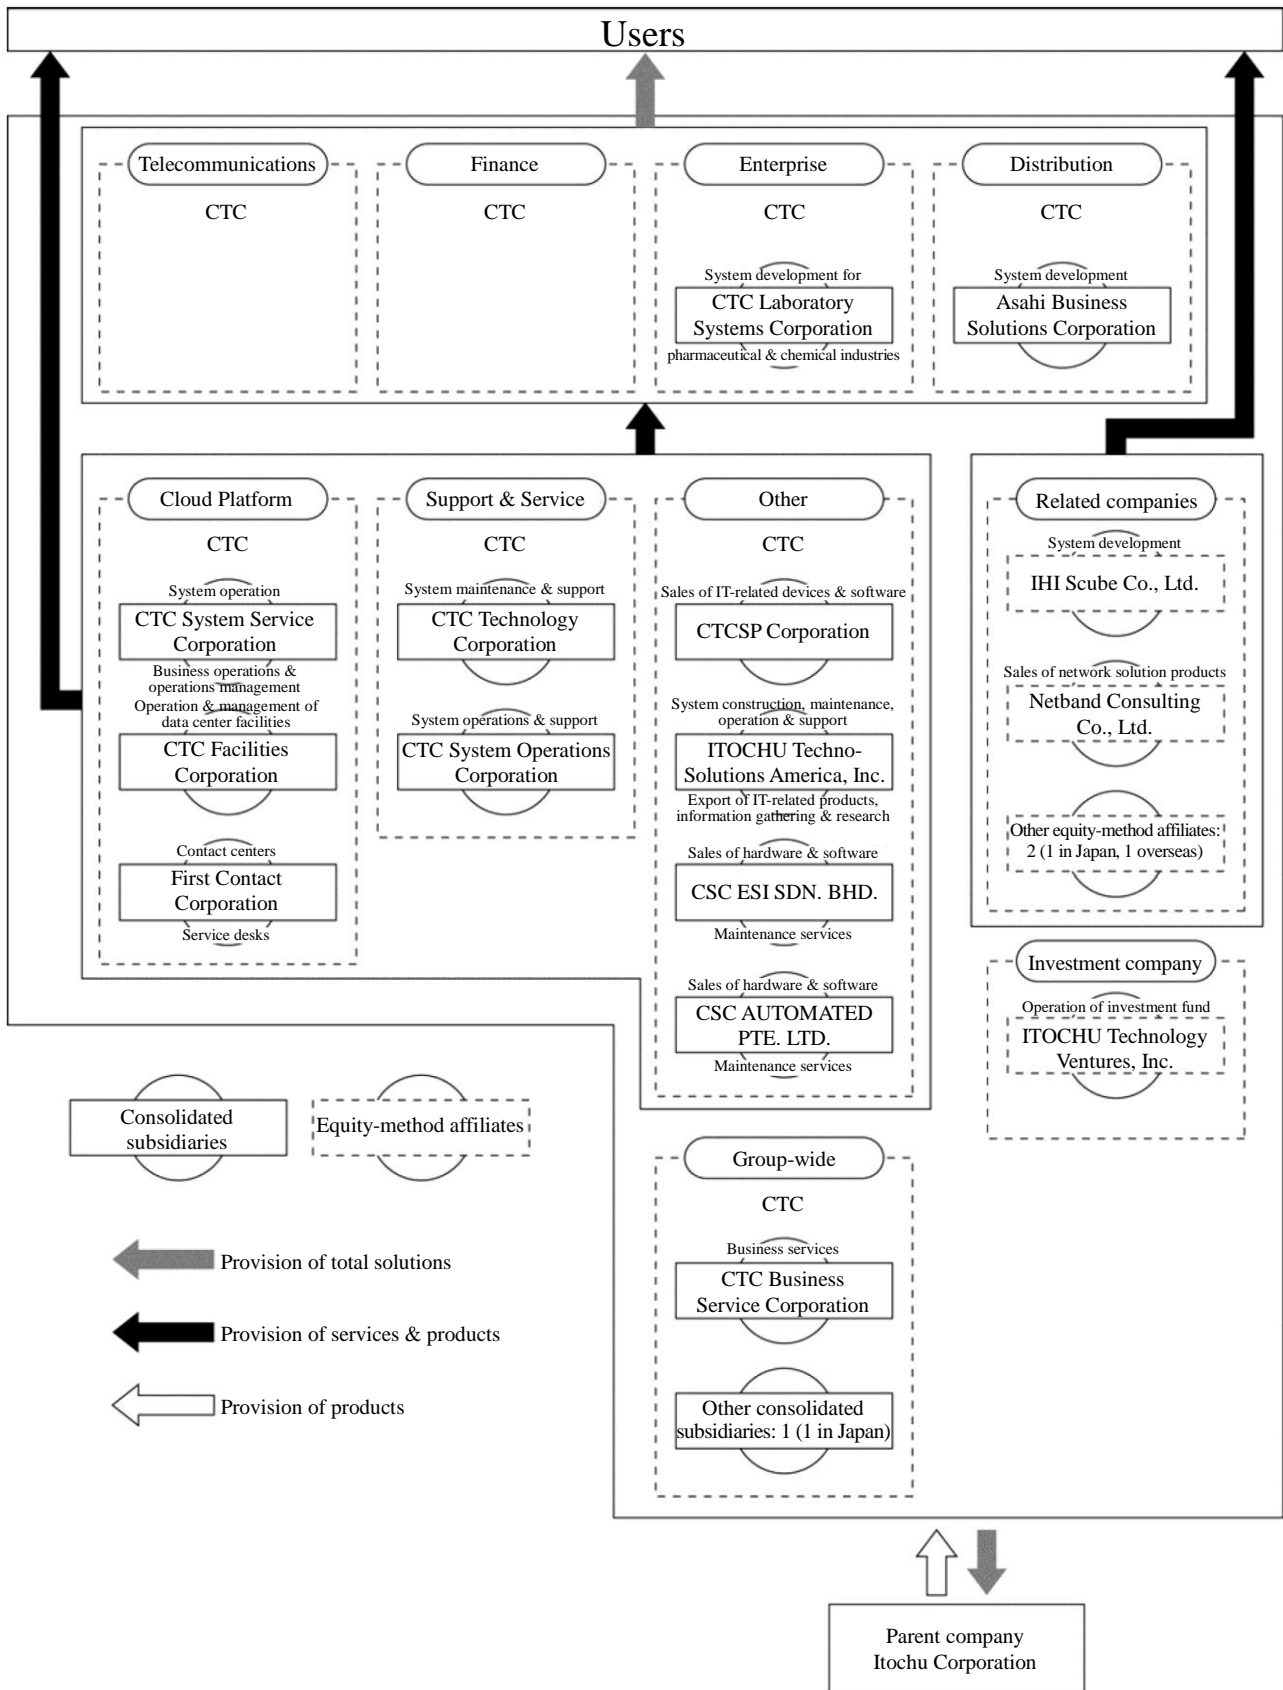 Users
Telecommunications
CTC
Finance
CTC
Enterprise
CTC
System development for
CTC Laboratory
Systems Corporation
pharmaceutical & chemical industries
Distribution
CTC
System development
Asahi Business
Solutions Corporation
Cloud Platform
CTC
System operation
CTC System Service
Corporation
Business operations &
operations management
Operation & management of
data center facilities
CTC Facilities
Corporation
Contact centers
First Contact
Corporation
Service desks
Support & Service
CTC
System maintenance & support
CTC Technology
Corporation
System operations & support
CTC System Operations
Corporation
Other
CTC
Sales of IT-related devices & software
CTCSP Corporation
System construction, maintenance,
operation & support
ITOCHU Techno-
Solutions America, Inc.
Export of IT-related products,
information gathering & research
Sales of hardware & software
CSC ESI SDN. BHD.
Maintenance services
Sales of hardware & software
CSC AUTOMATED
PTE. LTD.
Maintenance services
Related companies
System development
IHI Scube Co., Ltd.
Sales of network solution products
Netband Consulting
Co., Ltd.
Other equity-method affiliates:
2 (1 in Japan, 1 overseas)
Investment company
Operation of investment fund
ITOCHU Technology
Ventures, Inc.
Consolidated
subsidiaries
Equity-method affiliates
Provision of total solutions
Provision of services & products
Provision of products
Group-wide
CTC
Business services
CTC Business
Service Corporation
Other consolidated
subsidiaries: 1 (1 in Japan)
Parent company
Itochu Corporation